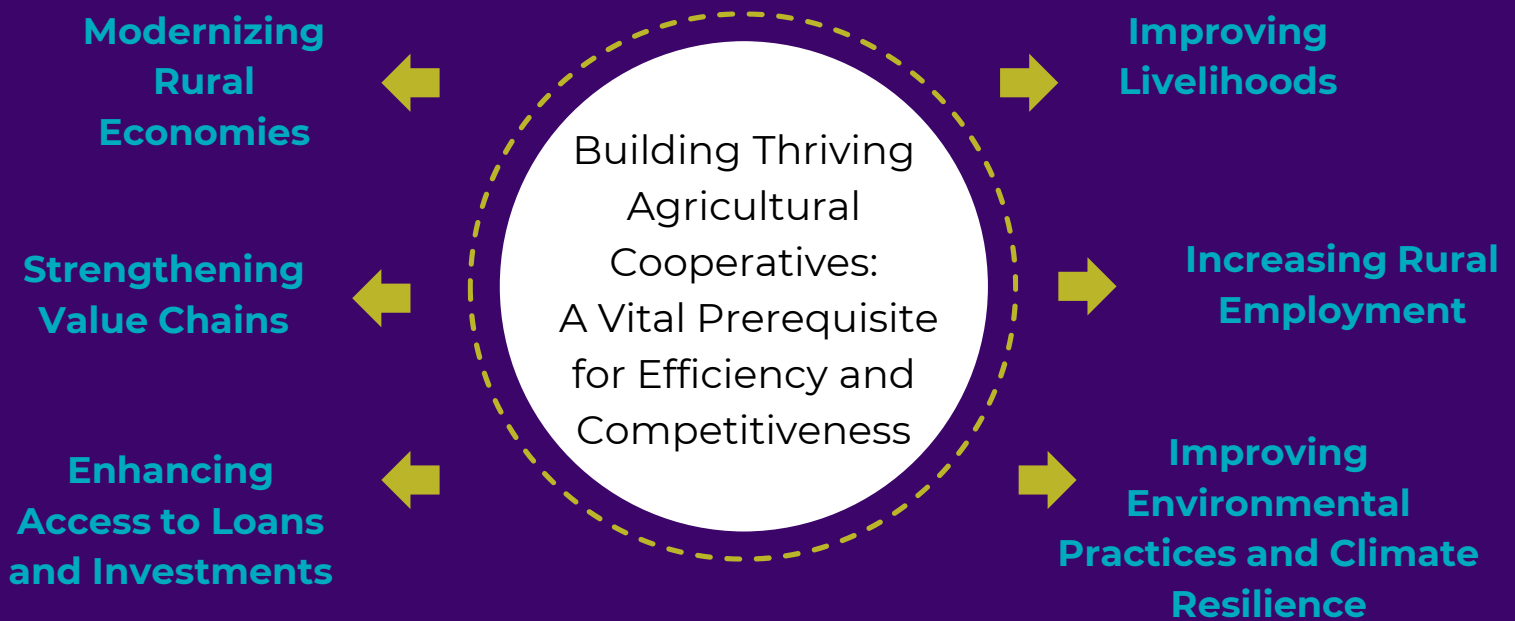 Modernizing
Rural
Economies
Strengthening
Value Chains
Enhancing
Access to Loans
and Investments
Building Thriving
Agricultural
Cooperatives:
A Vital Prerequisite
for Efficiency and
Competitiveness
Improving
Livelihoods
Increasing Rural
Employment
Improving
Environmental
Practices and Climate
Resilience